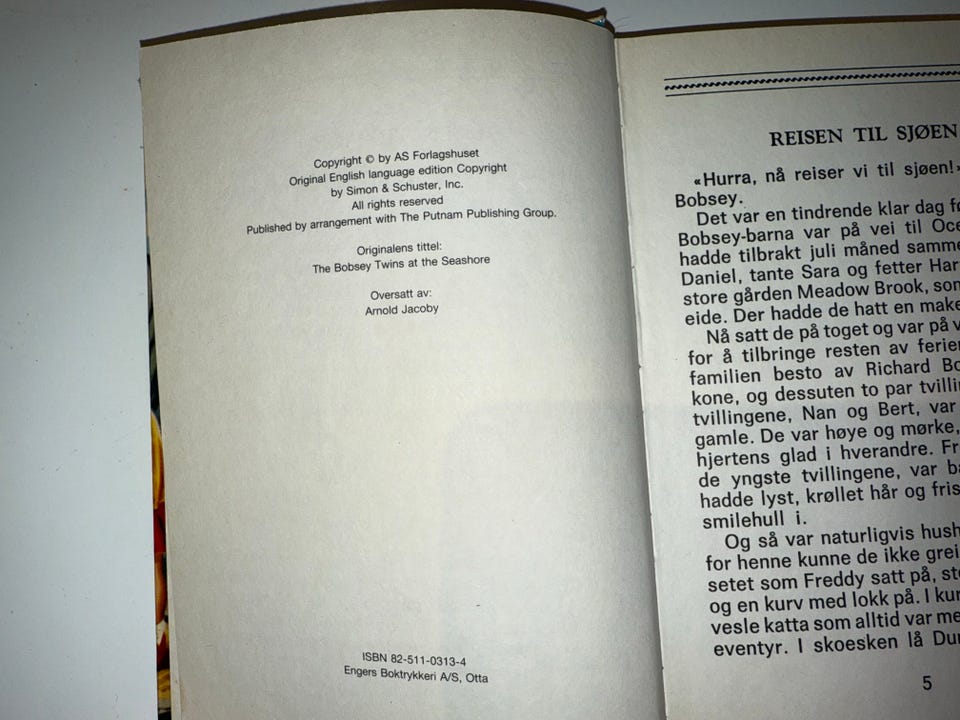 Copyright © by AS Forlagshuset
Original English language edition Copyright
by Simon & Schuster, Inc.
All rights reserved
Published by arrangement with The Putnam Publishing Group.
Originalens tittel:
The Bobsey Twins at the Seashore
Oversatt av:
Arnold Jacoby
ISBN 82-511-0313-4
Engers Boktrykkeri A/S, Otta
REISEN TIL SJØEN
«Hurra, nå reiser vi til sjøen!»
Bobsey.
Det var en tindrende klar dag
Bobsey-barna var på vei til
hadde tilbrakt juli måned
Daniel, tante Sara og fetter
store gården Meadow Brook,
eide. Der hadde de hatt en
Nå satt de på toget og var på
for å tilbringe resten av
familien besto av Richard
kone, og dessuten to par
tvillingene, Nan og Bert, var
gamle. De var høye og mørke,
hjertens glad i hverandre.
de yngste tvillingene, var
hadde lyst, krøllet hår og
smilehull i.
Og så var naturligvis
for henne kunne de ikke
setet som Freddy satt på,
og en kurv med lokk på. I
vesle katta som alltid var
eventyr. I skoesken lå
5